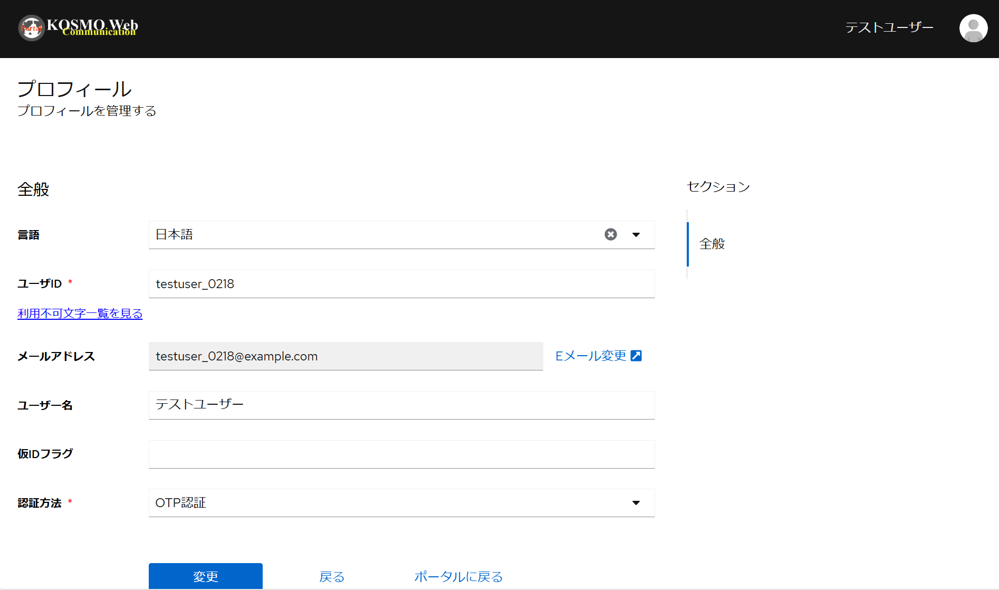 Portal KOSMO Web
Communication
テストユーザー
プロフィール
プロフィールを管理する
全般
セクション
言語
日本語
全般
ユーザID *
testuser_0218
利用不可文字一覧を見る
メールアドレス
testuser_0218@example.com
Eメール変更
ユーザー名
テストユーザー
仮IDフラグ
認証方法 *
OTP認証
変更
戻る
ポータルに戻る